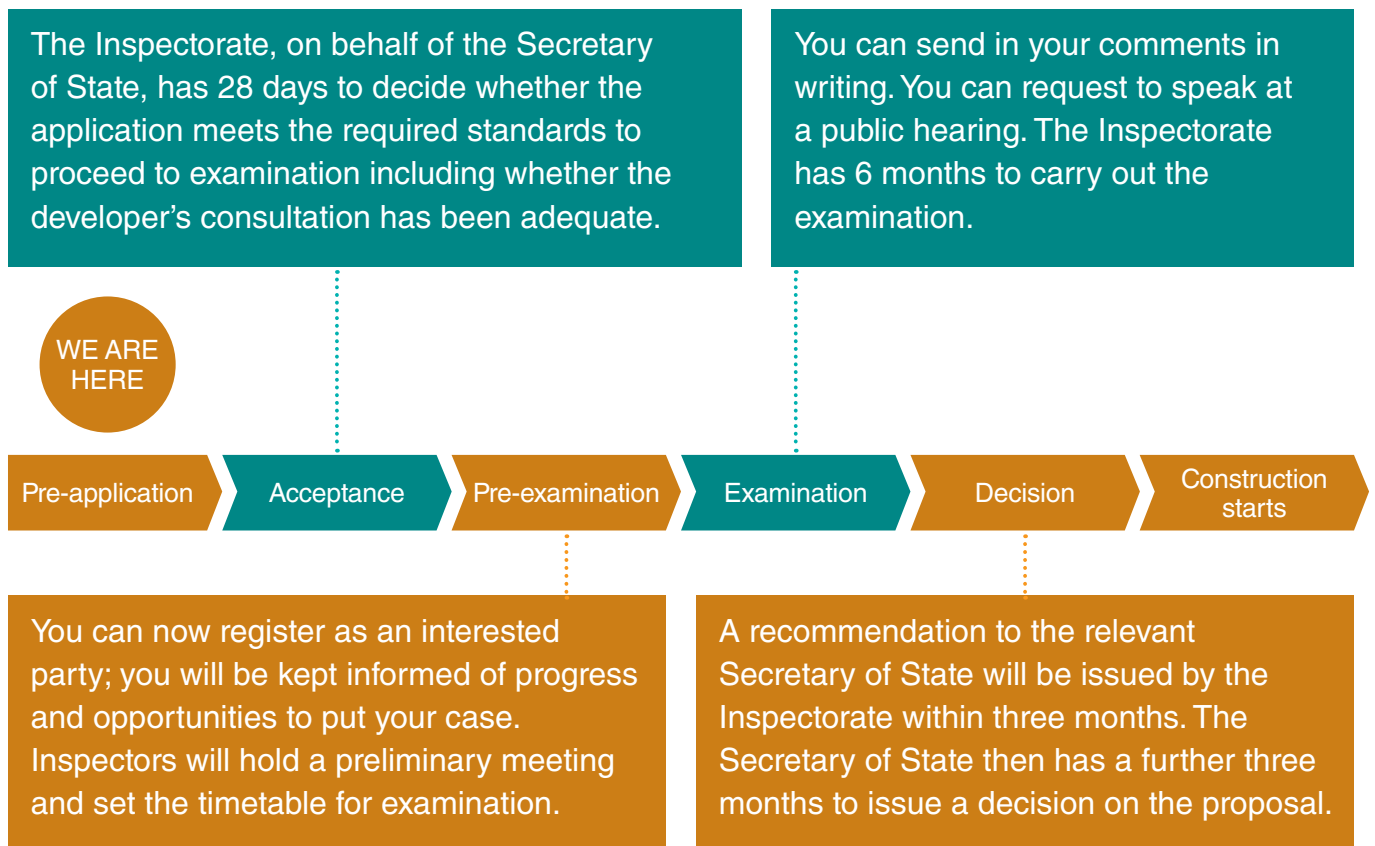 The Inspectorate, on behalf of the Secretary
of State, has 28 days to decide whether the
application meets the required standards to
proceed to examination including whether the
developer’s consultation has been adequate.
You can send in your comments in
writing. You can request to speak at
a public hearing. The Inspectorate
has 6 months to carry out the
examination.
WE ARE
HERE
Pre-application
Acceptance
Pre-examination
Examination
Decision
Construction
starts
You can now register as an interested
party; you will be kept informed of progress
and opportunities to put your case.
Inspectors will hold a preliminary meeting
and set the timetable for examination.
A recommendation to the relevant
Secretary of State will be issued by the
Inspectorate within three months. The
Secretary of State then has a further three
months to issue a decision on the proposal.